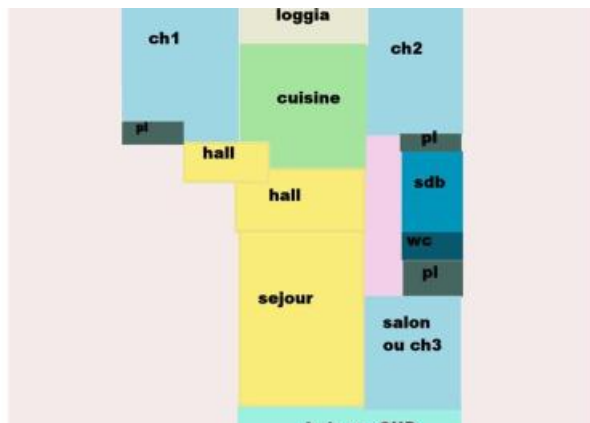 loggia
ch1
ch2
cuisine
pl
pl
hall
sdb
hall
wc
pl
sejour
salon
ou ch3